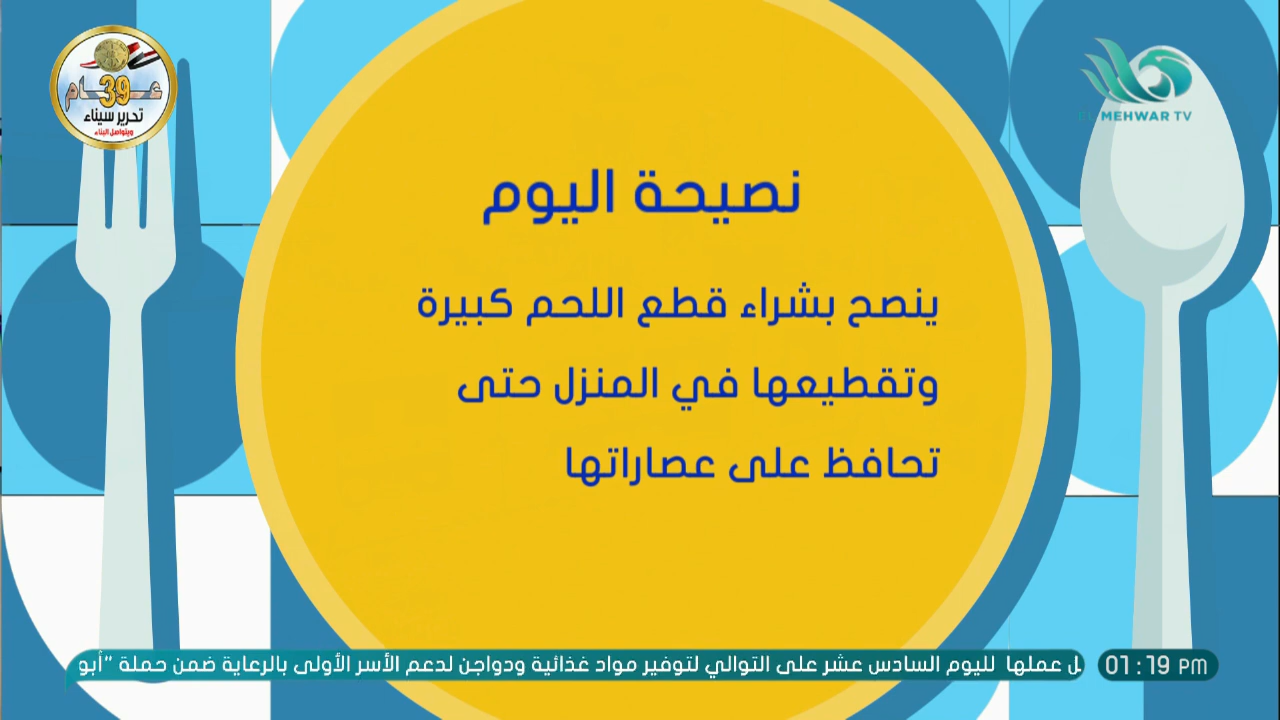 عام 39
تحرير سيناء
ويتواصل البناء
EL MEHWAR TV
نصيحة اليوم
ينصح بشراء قطع اللحم كبيرة
وتقطيعها في المنزل حتى
تحافظ على عصاراتها
ل عملها لليوم السادس عشر على التوالي لتوفير مواد غذائية ودواجن لدعم الأسر الأولى بالرعاية ضمن حملة "أبو
01:19 PM